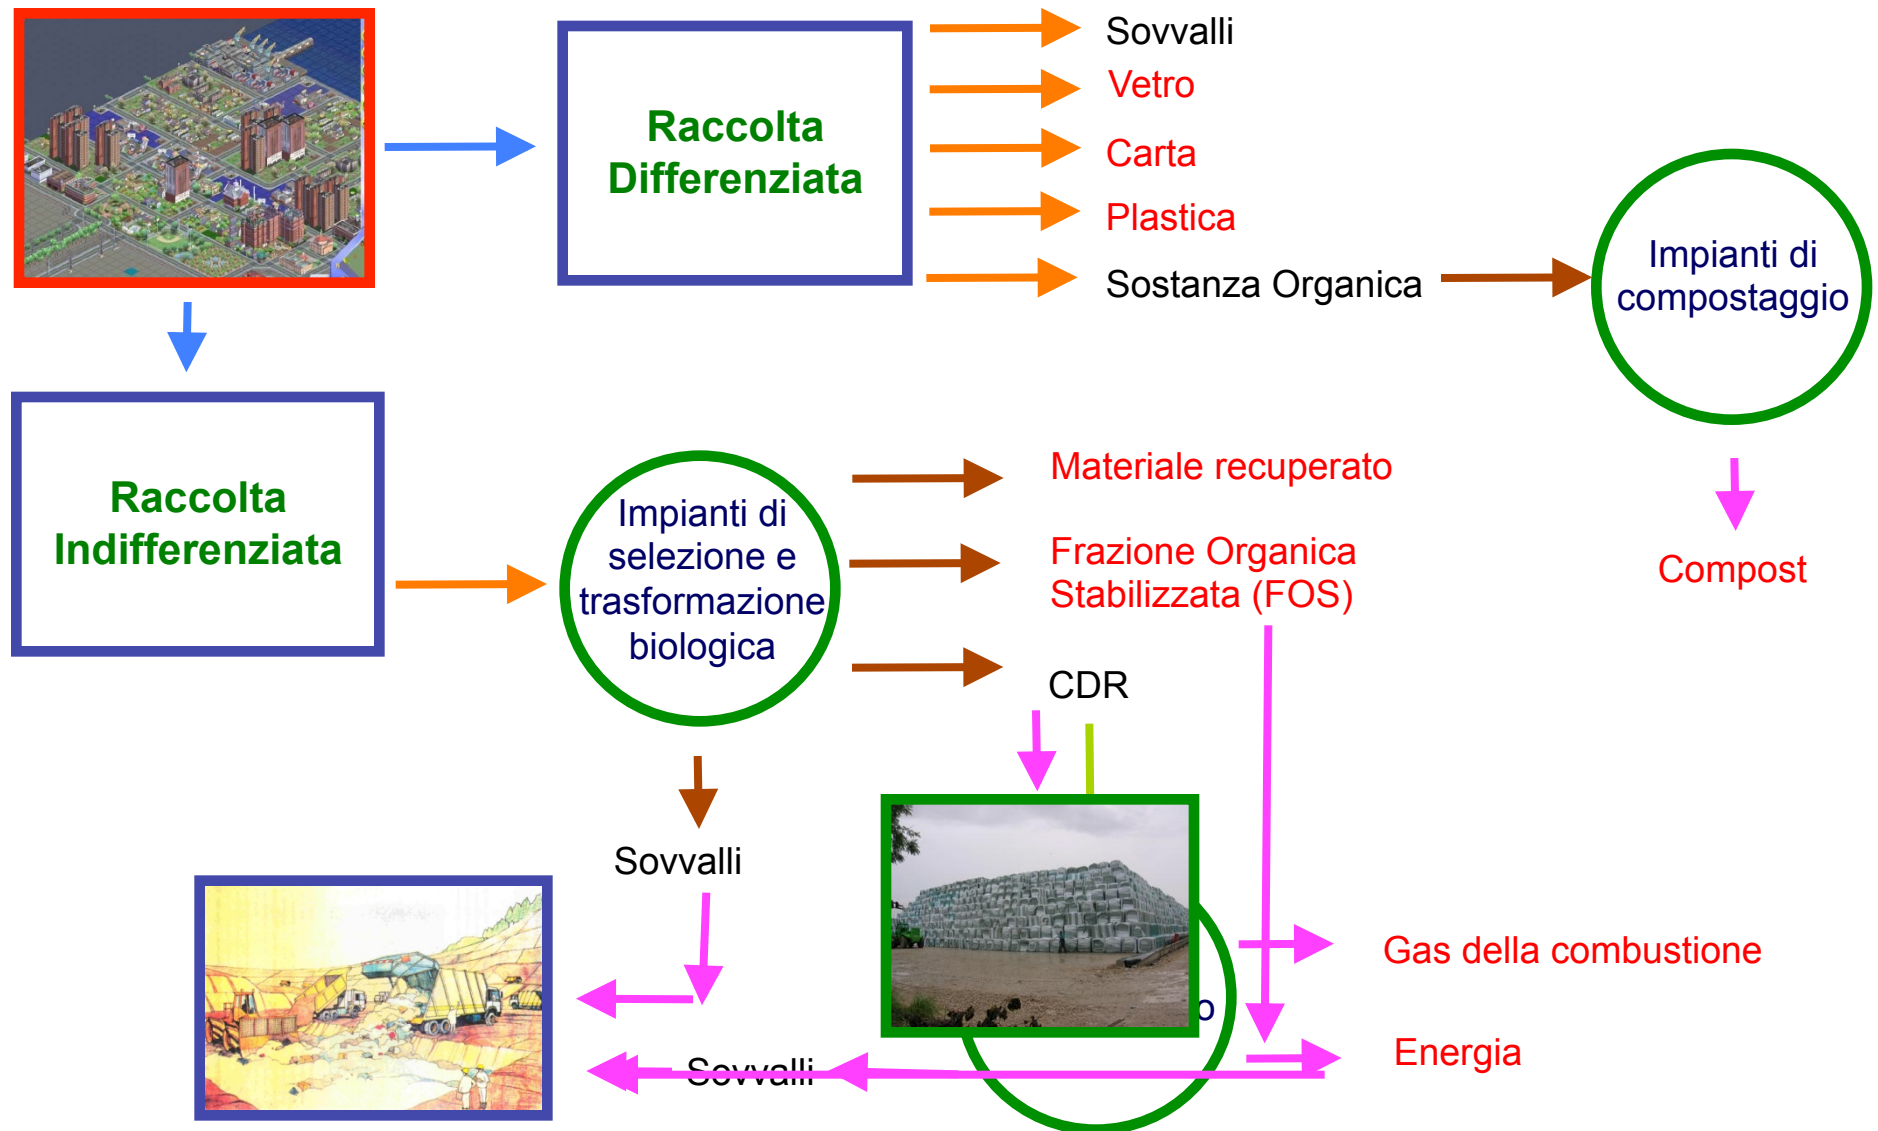 Sovvalli
Vetro
Raccolta
Differenziata
Carta
Plastica
Sostanza Organica
Impianti di
compostaggio
Raccolta
Indifferenziata
Impianti di
selezione e
trasformazione
biologica
Materiale recuperato
Frazione Organica
Stabilizzata (FOS)
Compost
CDR
Sovvalli
Gas della combustione
o
Energia
Sovvalli